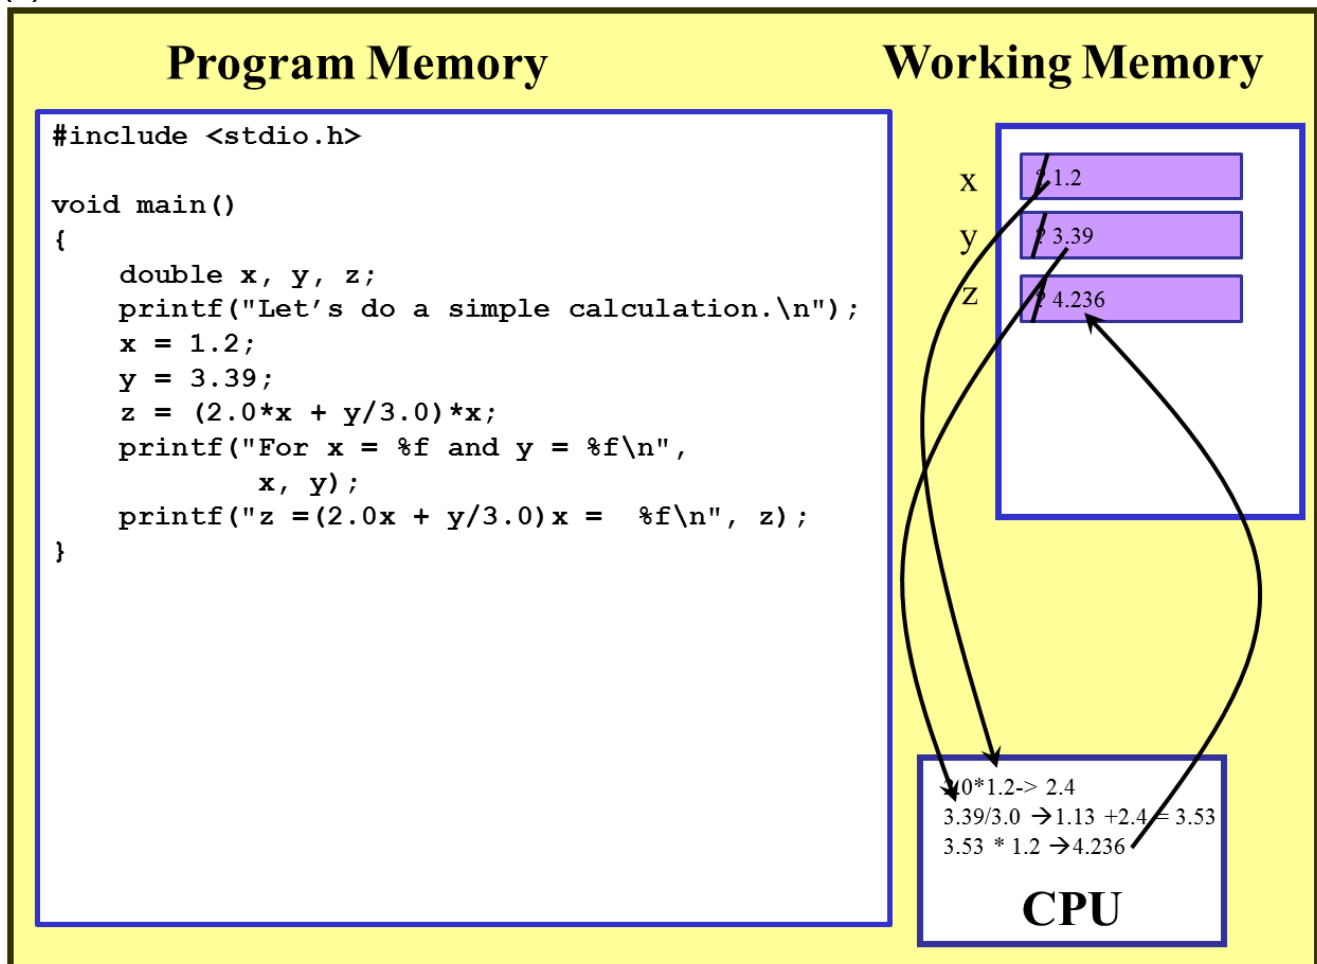 Program Memory
Working Memory
#include <stdio.h>
void main()
{
double x, y, z;
printf("Let's do a simple calculation.\n");
x = 1.2;
y = 3.39;
z = (2.0*x + y/3.0)*x;
printf("For x = %f and y = %f\n",
x, y);
printf("z =(2.0x + y/3.0)x =  %f\n", z);
}
x
? 1.2
y
? 3.39
z
? 4.236
2.0*1.2-> 2.4
3.39/3.0 →1.13 +2.4 = 3.53
3.53 * 1.2 →4.236
CPU